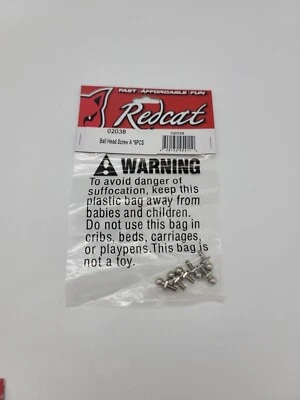 FAST · AFFORDABLE · FUN
Redcat
02038
02038
Ball Head Screw A *8PCS
WARNING
To avoid danger of
suffocation, keep this
plastic bag away from
babies and children.
Do not use this bag in
cribs, beds, carriages,
or playpens.This bag is
not a toy.